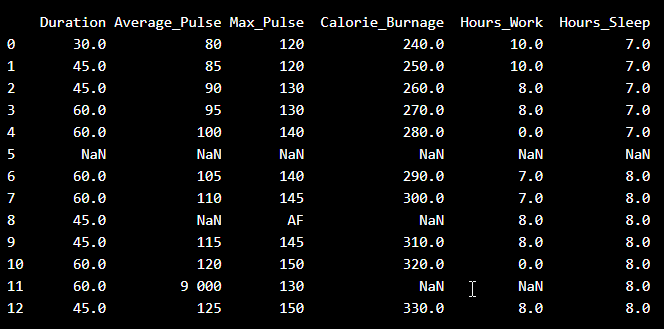 Duration Average_Pulse Max_Pulse Calorie_Burnage Hours_Work Hours_Sleep
0 30.0 80 120 240.0 10.0 7.0
1 45.0 85 120 250.0 10.0 7.0
2 45.0 90 130 260.0 8.0 7.0
3 60.0 95 130 270.0 8.0 7.0
4 60.0 100 140 280.0 0.0 7.0
5 NaN NaN NaN NaN NaN NaN
6 60.0 105 140 290.0 7.0 8.0
7 60.0 110 145 300.0 7.0 8.0
8 45.0 NaN AF NaN 8.0 8.0
9 45.0 115 145 310.0 8.0 8.0
10 60.0 120 150 320.0 0.0 8.0
11 60.0 9 000 130 NaN NaN 8.0
12 45.0 125 150 330.0 8.0 8.0